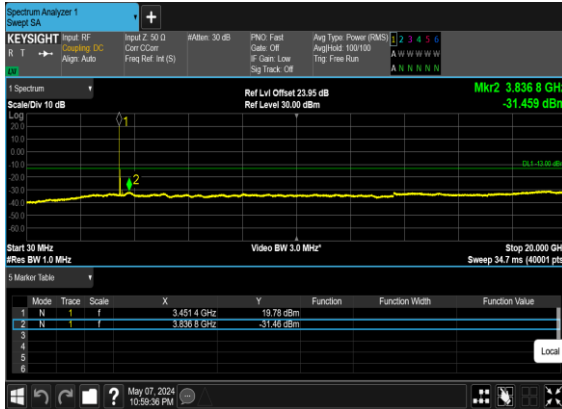 Spectrum Analyzer 1
Swept SA
+
KEYSIGHT Input: RF Input Z: 50 Ω #Atten: 30 dB PNO: Fast Avg Type: Power (RMS) 1 2 3 4 5 6
R T Coupling: DC Corr CCorr Gate: Off Avg|Hold: 100/100 A W W W W W
Align: Auto Freq Ref: Int (S) IF Gain: Low Trig: Free Run
Sig Track: Off A N N N N N
1 Spectrum Ref Lvl Offset 23.95 dB Mkr2 3.836 8 GHz
Scale/Div 10 dB Ref Level 30.00 dBm -31.459 dBm
Log
20.0
10.0
0.00
-10.0
-20.0
-30.0
-40.0
-50.0
-60.0
1
2
DL1 -13.00 dBm
Start 30 MHz Video BW 3.0 MHz* Stop 20.000 GHz
#Res BW 1.0 MHz Sweep 34.7 ms (40001 pts)
5 Marker Table
Mode Trace Scale X Y Function Function Width Function Value
1 N 1 f 3.451 4 GHz 19.78 dBm
2 N 1 f 3.836 8 GHz -31.46 dBm
3
4
5
6
Local
? May 07, 2024
10:59:36 PM